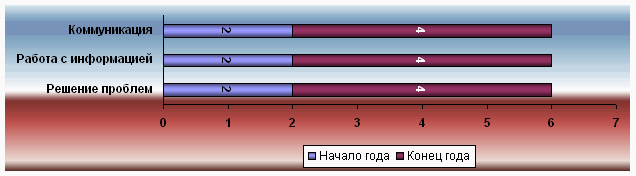 Коммуникация 2 4
Работа с информацией 2 4
Решение проблем 2 4
0 1 2 3 4 5 6 7
Начало года Конец года